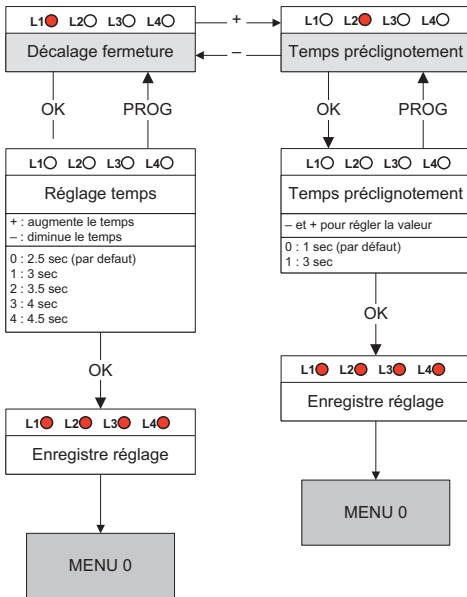 L1 L2 L3 L4
Décalage fermeture
+
–
L1 L2 L3 L4
Temps préclignotement
OK
PROG
OK
PROG
L1 L2 L3 L4
Réglage temps
+ : augmente le temps
– : diminue le temps
0 : 2.5 sec (par defaut)
1 : 3 sec
2 : 3.5 sec
3 : 4 sec
4 : 4.5 sec
L1 L2 L3 L4
Temps préclignotement
– et + pour régler la valeur
0 : 1 sec (par défaut)
1 : 3 sec
OK
OK
L1 L2 L3 L4
Enregistre réglage
L1 L2 L3 L4
Enregistre réglage
MENU 0
MENU 0